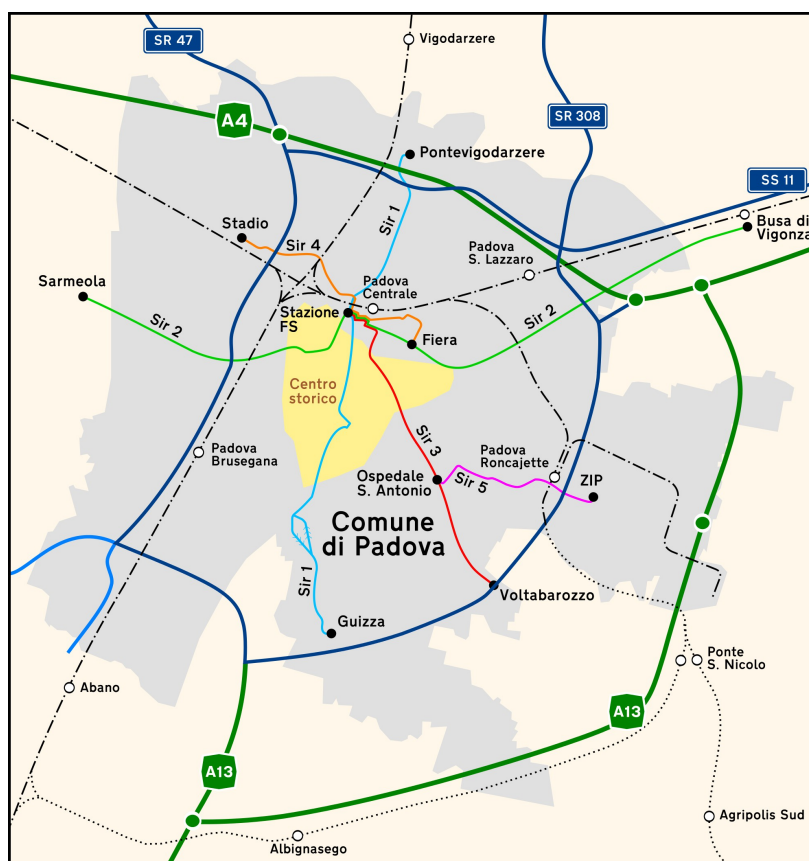 SR 47
Vigodarzere
A4
SR 308
Pontevigodarzere
SS 11
Sir 1
Stadio
Sir 4
Busa di
Vigonza
Padova
S. Lazzaro
Sarmeola
Padova
Centrale
Stazione
FS
Sir 2
Sir 2
Fiera
Centro
storico
Sir 3
Padova
Brusegana
Padova
Roncajette
Ospedale
S. Antonio
Sir 5
ZIP
Comune
di Padova
Sir 1
Voltabarozzo
Guizza
Ponte
S. Nicolo
Abano
A13
A13
Agripolis Sud
Albignasego